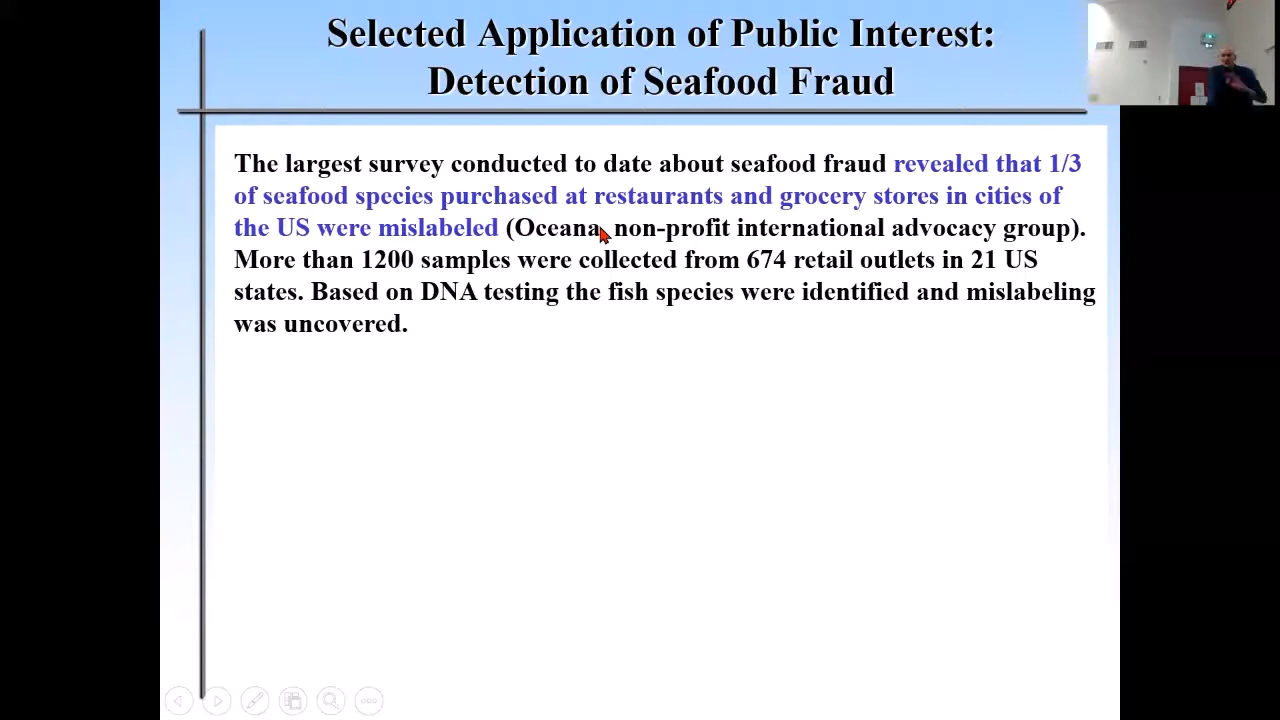 Selected Application of Public Interest:
Detection of Seafood Fraud
The largest survey conducted to date about seafood fraud revealed that 1/3
of seafood species purchased at restaurants and grocery stores in cities of
the US were mislabeled (Oceana, non-profit international advocacy group).
More than 1200 samples were collected from 674 retail outlets in 21 US
states. Based on DNA testing the fish species were identified and mislabeling
was uncovered.